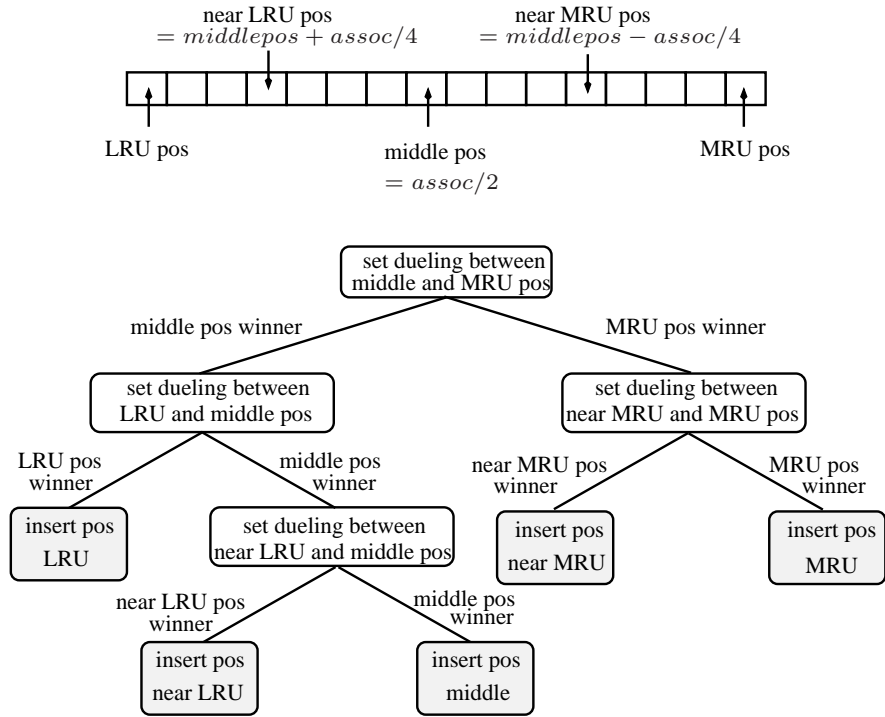 near LRU pos
= middlepos + assoc/4
near MRU pos
= middlepos − assoc/4
LRU pos
middle pos
= assoc/2
MRU pos
set dueling between
middle and MRU pos
middle pos winner
MRU pos winner
set dueling between
LRU and middle pos
set dueling between
near MRU and MRU pos
LRU pos
winner
middle pos
winner
near MRU pos
winner
MRU pos
winner
insert pos
LRU
set dueling between
near LRU and middle pos
insert pos
near MRU
insert pos
MRU
near LRU pos
winner
middle pos
winner
insert pos
near LRU
insert pos
middle